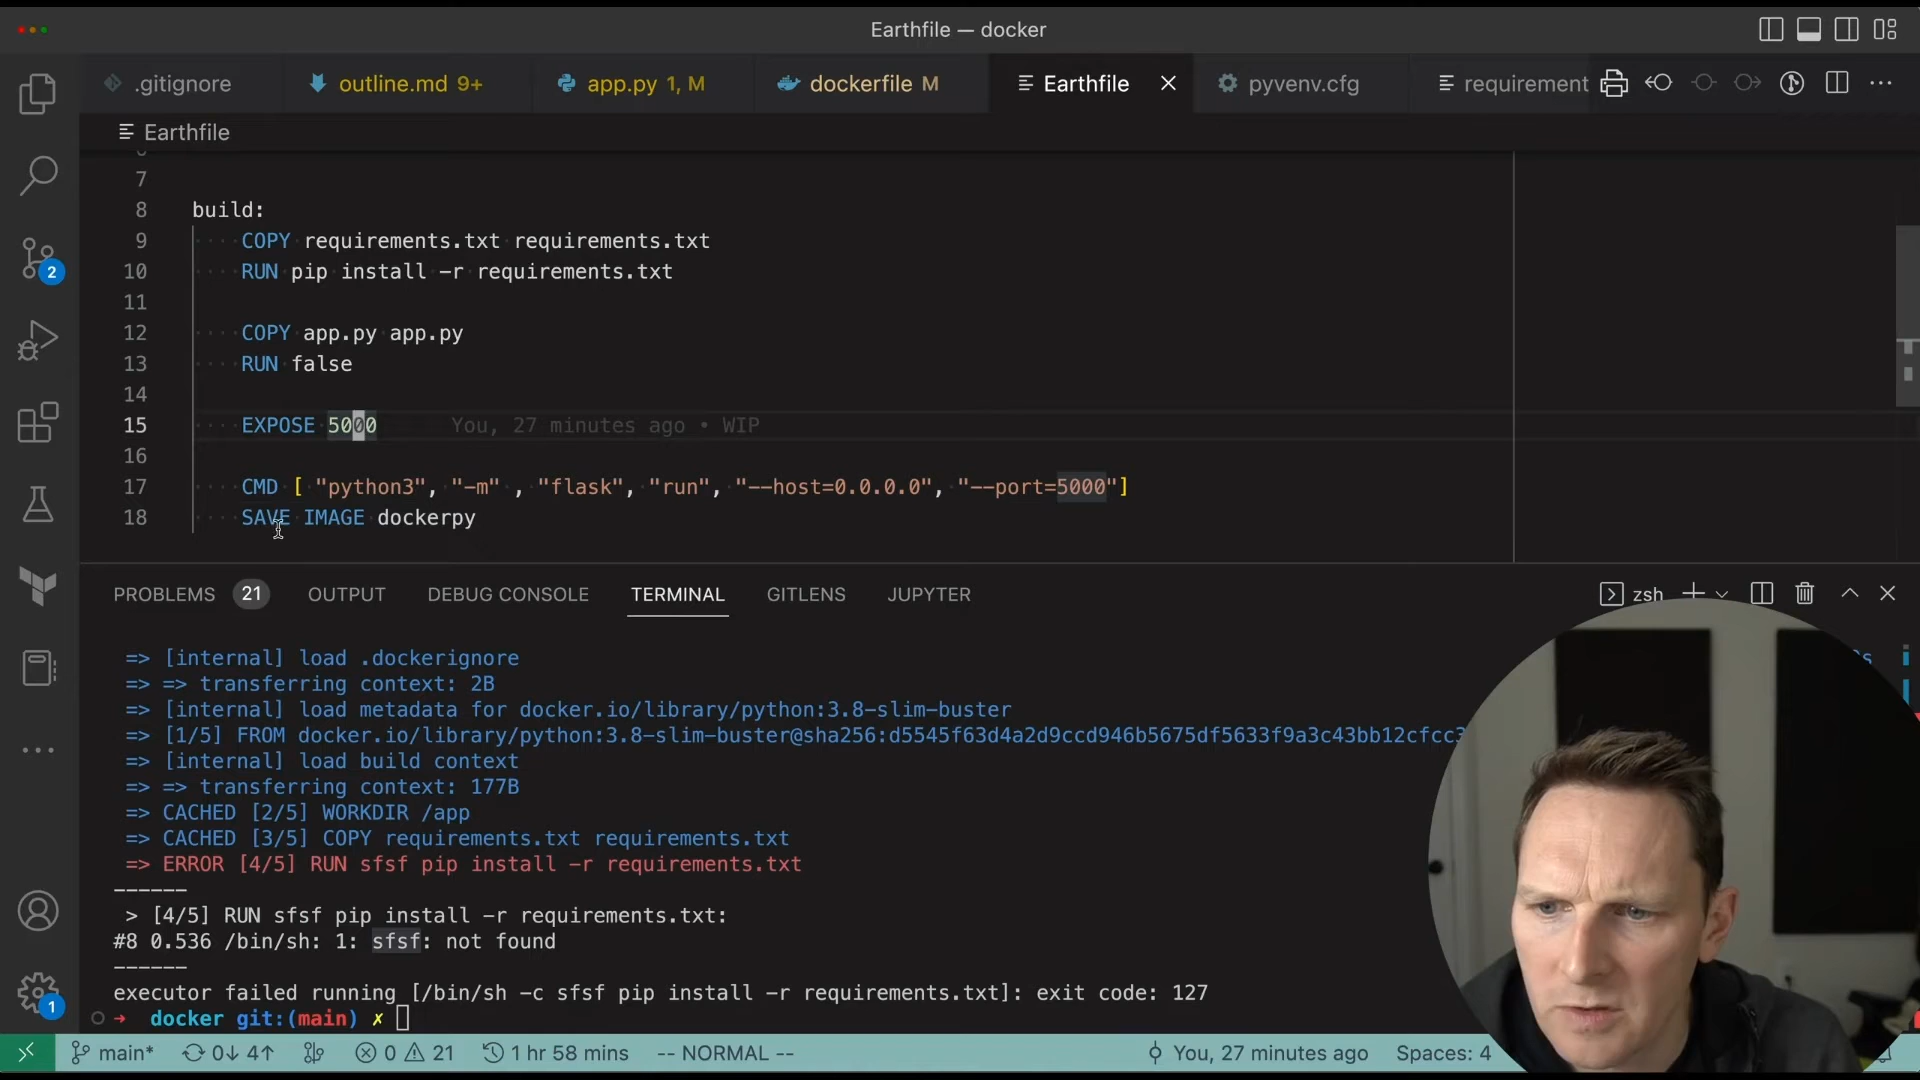 Earthfile — docker
.gitignore outline.md 9+ app.py 1, M dockerfile M Earthfile pyvenv.cfg requirement
Earthfile
7
8 build:
9 COPY requirements.txt requirements.txt
10 RUN pip install -r requirements.txt
11
12 COPY app.py app.py
13 RUN false
14
15 EXPOSE 5000 You, 27 minutes ago • WIP
16
17 CMD [ "python3", "-m" , "flask", "run", "--host=0.0.0.0", "--port=5000"]
18 SAVE IMAGE dockerpy
2
PROBLEMS 21 OUTPUT DEBUG CONSOLE TERMINAL GITLENS JUPYTER zsh
=> [internal] load .dockerignore
=> => transferring context: 2B
=> [internal] load metadata for docker.io/library/python:3.8-slim-buster
=> [1/5] FROM docker.io/library/python:3.8-slim-buster@sha256:d5545f63d4a2d9ccd946b5675df5633f9a3c43bb12cfcc3
=> [internal] load build context
=> => transferring context: 177B
=> CACHED [2/5] WORKDIR /app
=> CACHED [3/5] COPY requirements.txt requirements.txt
=> ERROR [4/5] RUN sfsf pip install -r requirements.txt
------
> [4/5] RUN sfsf pip install -r requirements.txt:
#8 0.536 /bin/sh: 1: sfsf: not found
------
executor failed running [/bin/sh -c sfsf pip install -r requirements.txt]: exit code: 127
➜ docker git:(main) ✗
1
main* 0↓ 4↑ 0 21 1 hr 58 mins -- NORMAL -- You, 27 minutes ago Spaces: 4